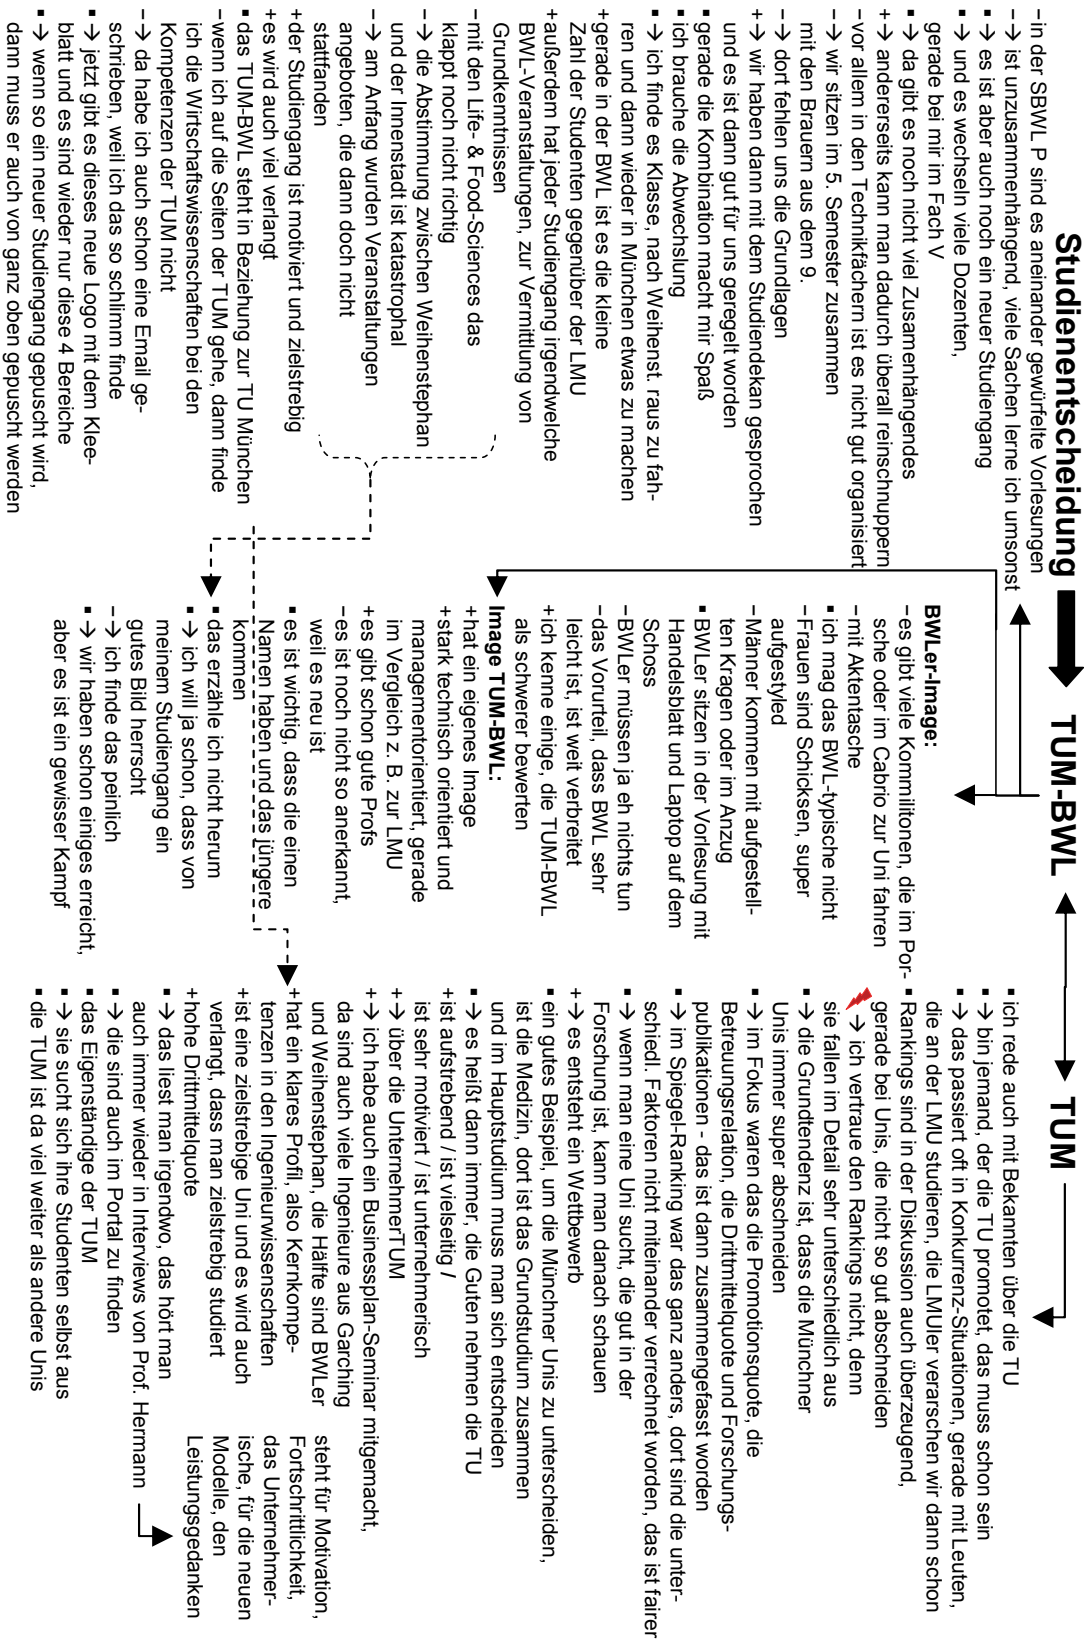 Studienentscheidung TUM-BWL TUM
– in der SBWL P sind es aneinander gewürfelte Vorlesungen
– → ist unzusammenhängend, viele Sachen lerne ich umsonst
▪ → es ist aber auch noch ein neuer Studiengang
▪ → und es wechseln viele Dozenten,
gerade bei mir im Fach V
▪ → da gibt es noch nicht viel Zusamenhängendes
+ → andererseits kann man dadurch überall reinschnuppern
– vor allem in den Technikfächern ist es nicht gut organisiert
– → wir sitzen im 5. Semester zusammen
mit den Brauern aus dem 9.
– → dort fehlen uns die Grundlagen
+ → wir haben dann mit dem Studiendekan gesprochen
und es ist dann gut für uns geregelt worden
▪ gerade die Kombination macht mir Spaß
▪ ich brauche die Abwechslung
▪ → ich finde es Klasse, nach Weihenst. raus zu fah-
ren und dann wieder in München etwas zu machen
+ gerade in der BWL ist es die kleine
Zahl der Studenten gegenüber der LMU
+ außerdem hat jeder Studiengang irgendwelche
BWL-Veranstaltungen, zur Vermittlung von
Grundkenntnissen
– mit den Life- & Food-Sciences das
klappt noch nicht richtig
– → die Abstimmung zwischen Weihenstephan
und der Innenstadt ist katastrophal
– → am Anfang wurden Veranstaltungen
angeboten, die dann doch nicht
stattfanden
+ der Studiengang ist motiviert und zielstrebig
+ es wird auch viel verlangt
▪ das TUM-BWL steht in Beziehung zur TU München
– wenn ich auf die Seiten der TUM gehe, dann finde
ich die Wirtschaftswissenschaften bei den
Kompetenzen der TUM nicht
– → da habe ich auch schon eine Email ge-
schrieben, weil ich das so schlimm finde
▪ → jetzt gibt es dieses neue Logo mit dem Klee-
blatt und es sind wieder nur diese 4 Bereiche
▪ → wenn so ein neuer Studiengang gepuscht wird,
dann muss er auch von ganz oben gepuscht werden
BWLer-Image:
– es gibt viele Kommilitonen, die im Por-
sche oder im Cabrio zur Uni fahren
– mit Aktentasche
▪ ich mag das BWL-typische nicht
– Frauen sind Schicksen, super
aufgestyled
– Männer kommen mit aufgestell-
ten Kragen oder im Anzug
▪ BWLer sitzen in der Vorlesung mit
Handelsblatt und Laptop auf dem
Schoss
– BWLer müssen ja eh nichts tun
– das Vorurteil, dass BWL sehr
leicht ist, ist weit verbreitet
+ ich kenne einige, die TUM-BWL
als schwerer bewerten
Image TUM-BWL:
+ hat ein eigenes Image
+ stark technisch orientiert und
managementorientiert, gerade
im Vergleich z. B. zur LMU
+ es gibt schon gute Profs
– es ist noch nicht so anerkannt,
weil es neu ist
▪ es ist wichtig, dass die einen
Namen haben und das jüngere
kommen
▪ das erzähle ich nicht herum
▪ → ich will ja schon, dass von
meinem Studiengang ein
gutes Bild herrscht
– → ich finde das peinlich
▪ → wir haben schon einiges erreicht,
aber es ist ein gewisser Kampf
▪ ich rede auch mit Bekannten über die TU
▪ → bin jemand, der die TU promotet, das muss schon sein
▪ → das passiert oft in Konkurrenz-Situationen, gerade mit Leuten,
die an der LMU studieren, die LMUler verarschen wir dann schon
▪ Rankings sind in der Diskussion auch überzeugend,
gerade bei Unis, die nicht so gut abschneiden
→ ich vertraue den Rankings nicht, denn
sie fallen im Detail sehr unterschiedlich aus
▪ → die Grundtendenz ist, dass die Münchner
Unis immer super abschneiden
▪ → im Fokus waren das die Promotionsquote, die
Betreuungsrelation, die Drittmittelquote und Forschungs-
publikationen - das ist dann zusammengefasst worden
▪ → im Spiegel-Ranking war das ganz anders, dort sind die unter-
schiedl. Faktoren nicht miteinander verrechnet worden, das ist fairer
▪ → wenn man eine Uni sucht, die gut in der
Forschung ist, kann man danach schauen
+ → es entsteht ein Wettbewerb
▪ ein gutes Beispiel, um die Münchner Unis zu unterscheiden,
ist die Medizin, dort ist das Grundstudium zusammen
und im Hauptstudium muss man sich entscheiden
▪ → es heißt dann immer, die Guten nehmen die TU
+ ist aufstrebend / ist vielseitig /
ist sehr motiviert / ist unternehmerisch
+ → über die UnternehmerTUM
+ → ich habe auch ein Businessplan-Seminar mitgemacht,
da sind auch viele Ingenieure aus Garching
und Weihenstephan, die Hälfte sind BWLer
+ hat ein klares Profil, also Kernkompe-
tenzen in den Ingenieurwissenschaften
+ ist eine zielstrebige Uni und es wird auch
verlangt, dass man zielstrebig studiert
+ hohe Drittmittelquote
▪ → das liest man irgendwo, das hört man
auch immer wieder in Interviews von Prof. Hermann
▪ → die sind auch im Portal zu finden
▪ das Eigenständige der TUM
▪ → sie sucht sich ihre Studenten selbst aus
▪ die TUM ist da viel weiter als andere Unis
steht für Motivation,
Fortschrittlichkeit,
das Unternehmer-
ische, für die neuen
Modelle, den
Leistungsgedanken